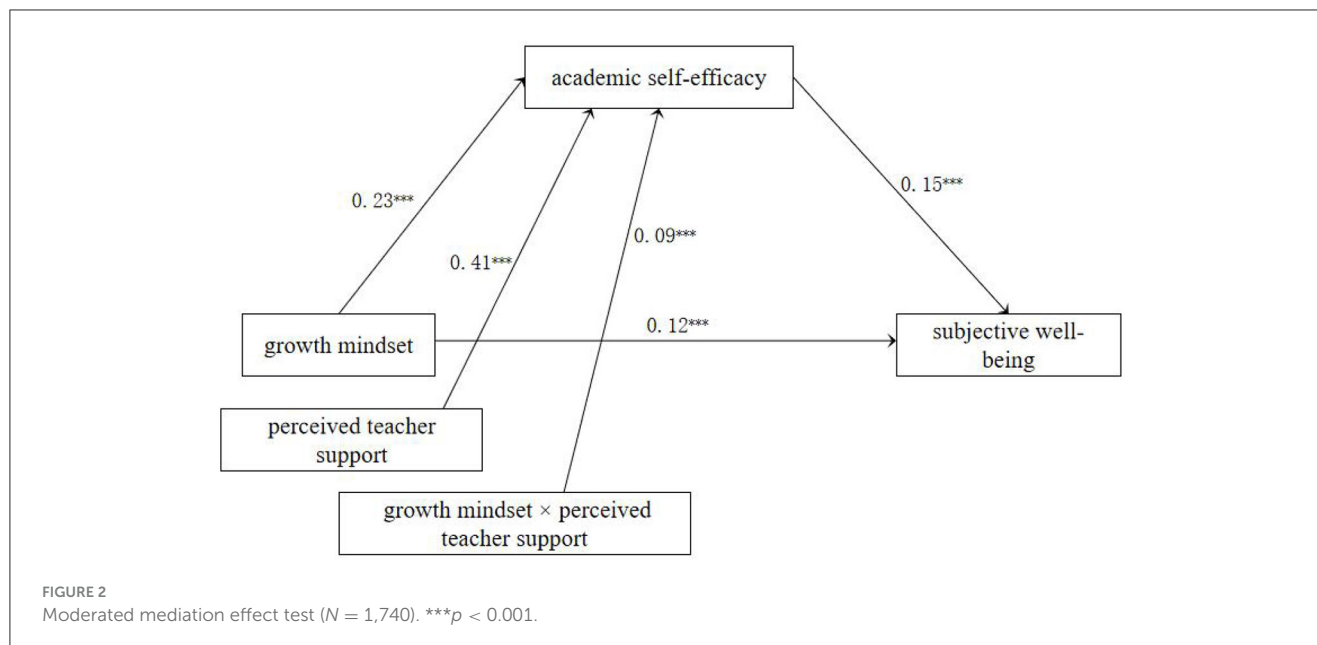 academic self-efficacy
0. 23***
0. 15***
0. 09***
0. 41***
growth mindset
0. 12***
subjective well-
being
perceived teacher
support
growth mindset × perceived
teacher support
FIGURE 2
Moderated mediation effect test (N = 1,740). ***p < 0.001.